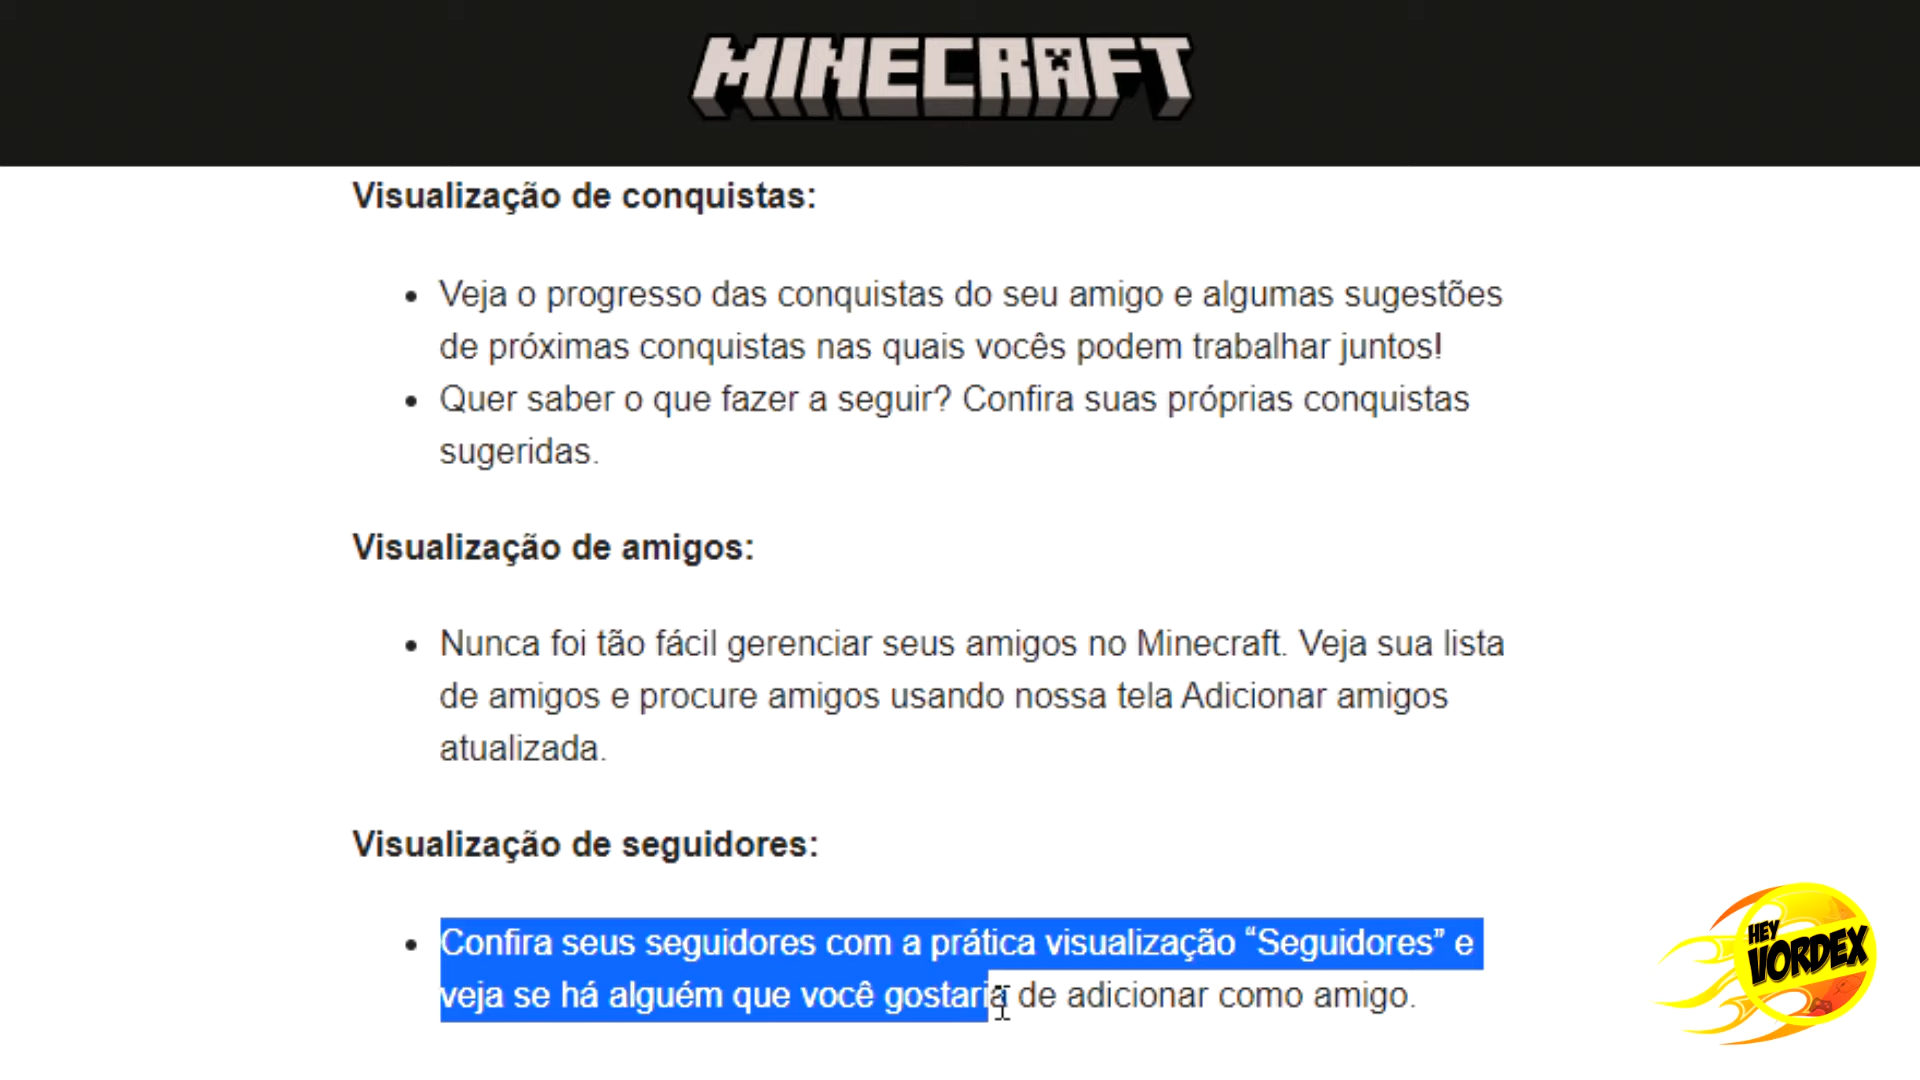 MINECRAFT
Visualização de conquistas:
Veja o progresso das conquistas do seu amigo e algumas sugestões
de próximas conquistas nas quais vocês podem trabalhar juntos!
Quer saber o que fazer a seguir? Confira suas próprias conquistas
sugeridas.
Visualização de amigos:
Nunca foi tão fácil gerenciar seus amigos no Minecraft. Veja sua lista
de amigos e procure amigos usando nossa tela Adicionar amigos
atualizada.
Visualização de seguidores:
Confira seus seguidores com a prática visualização “Seguidores” e
veja se há alguém que você gostaria de adicionar como amigo.
HEY
VORDEX